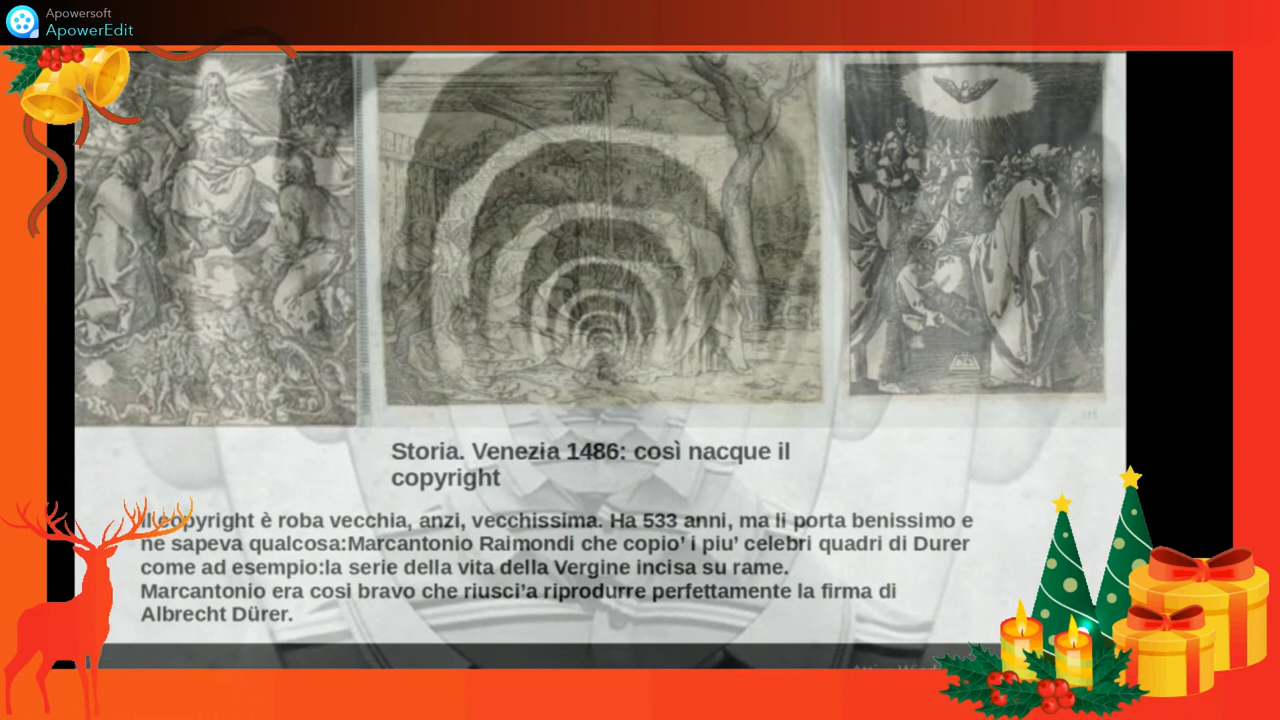 Apowersoft
ApowerEdit
Storia. Venezia 1486: così nacque il
copyright
Il copyright è roba vecchia, anzi, vecchissima. Ha 533 anni, ma li porta benissimo e
ne sapeva qualcosa:Marcantonio Raimondi che copio' i piu' celebri quadri di Durer
come ad esempio:la serie della vita della Vergine incisa su rame.
Marcantonio era cosi bravo che riusci'a riprodurre perfettamente la firma di
Albrecht Dürer.